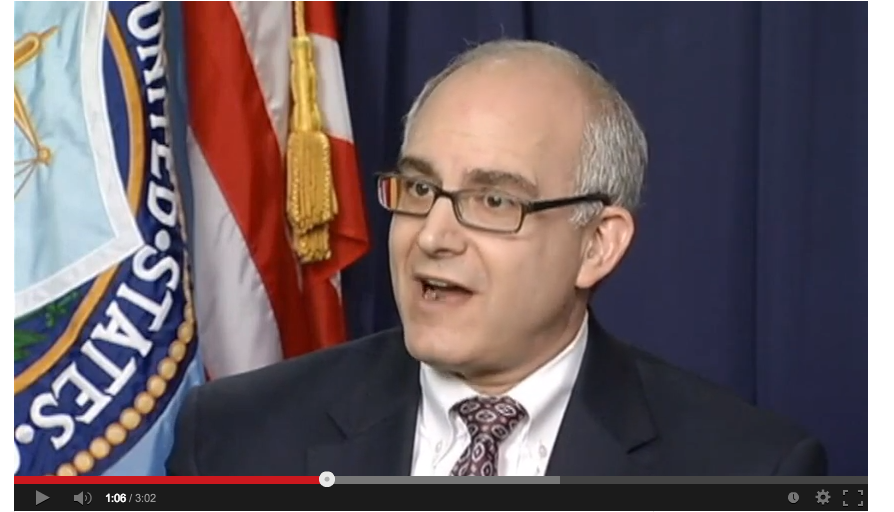 UNITED • STATES.
1:06 / 3:02